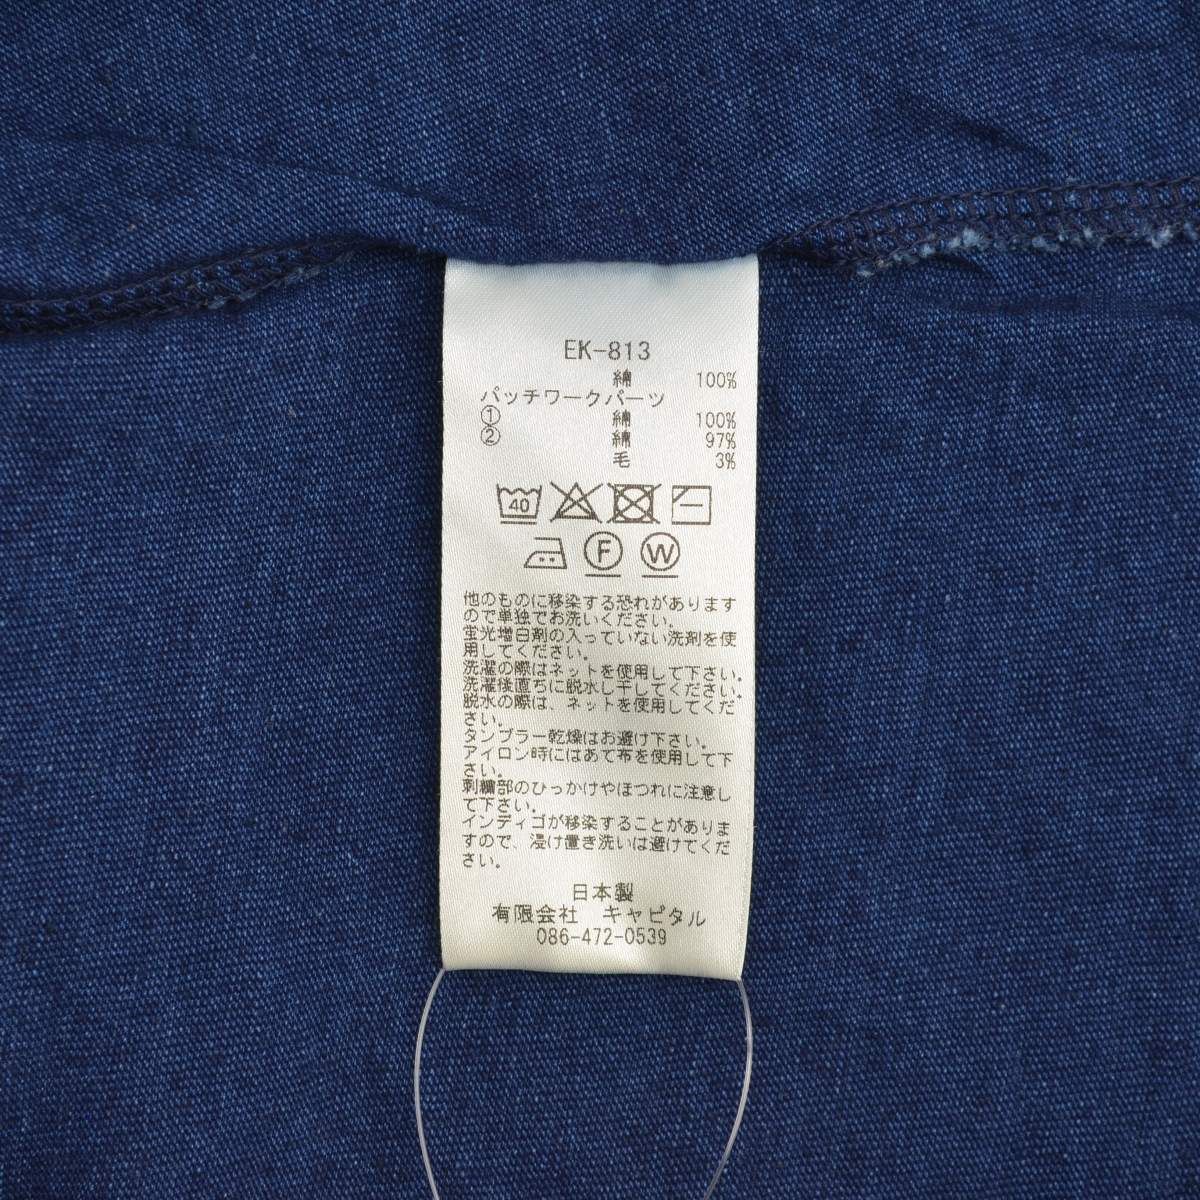 EK-813
綿 100%
パッチワークパーツ
① 綿 100%
② 綿 97%
毛 3%
40
F W
他のものに移染する恐れがあります
ので単独でお洗いください。
蛍光増白剤の入っていない洗剤を使
用してください。
洗濯の際はネットを使用して下さい。
洗濯後直ちに脱水し干してください。
脱水の際は、ネットを使用してくだ
さい。
タンブラー乾燥はお避け下さい。
アイロン時にはあて布を使用して下
さい。
刺繍部のひっかけやほつれに注意し
て下さい。
インディゴが移染することがありま
すので、浸け置き洗いは避けてくだ
さい。
日本製
有限会社 キャピタル
086-472-0539